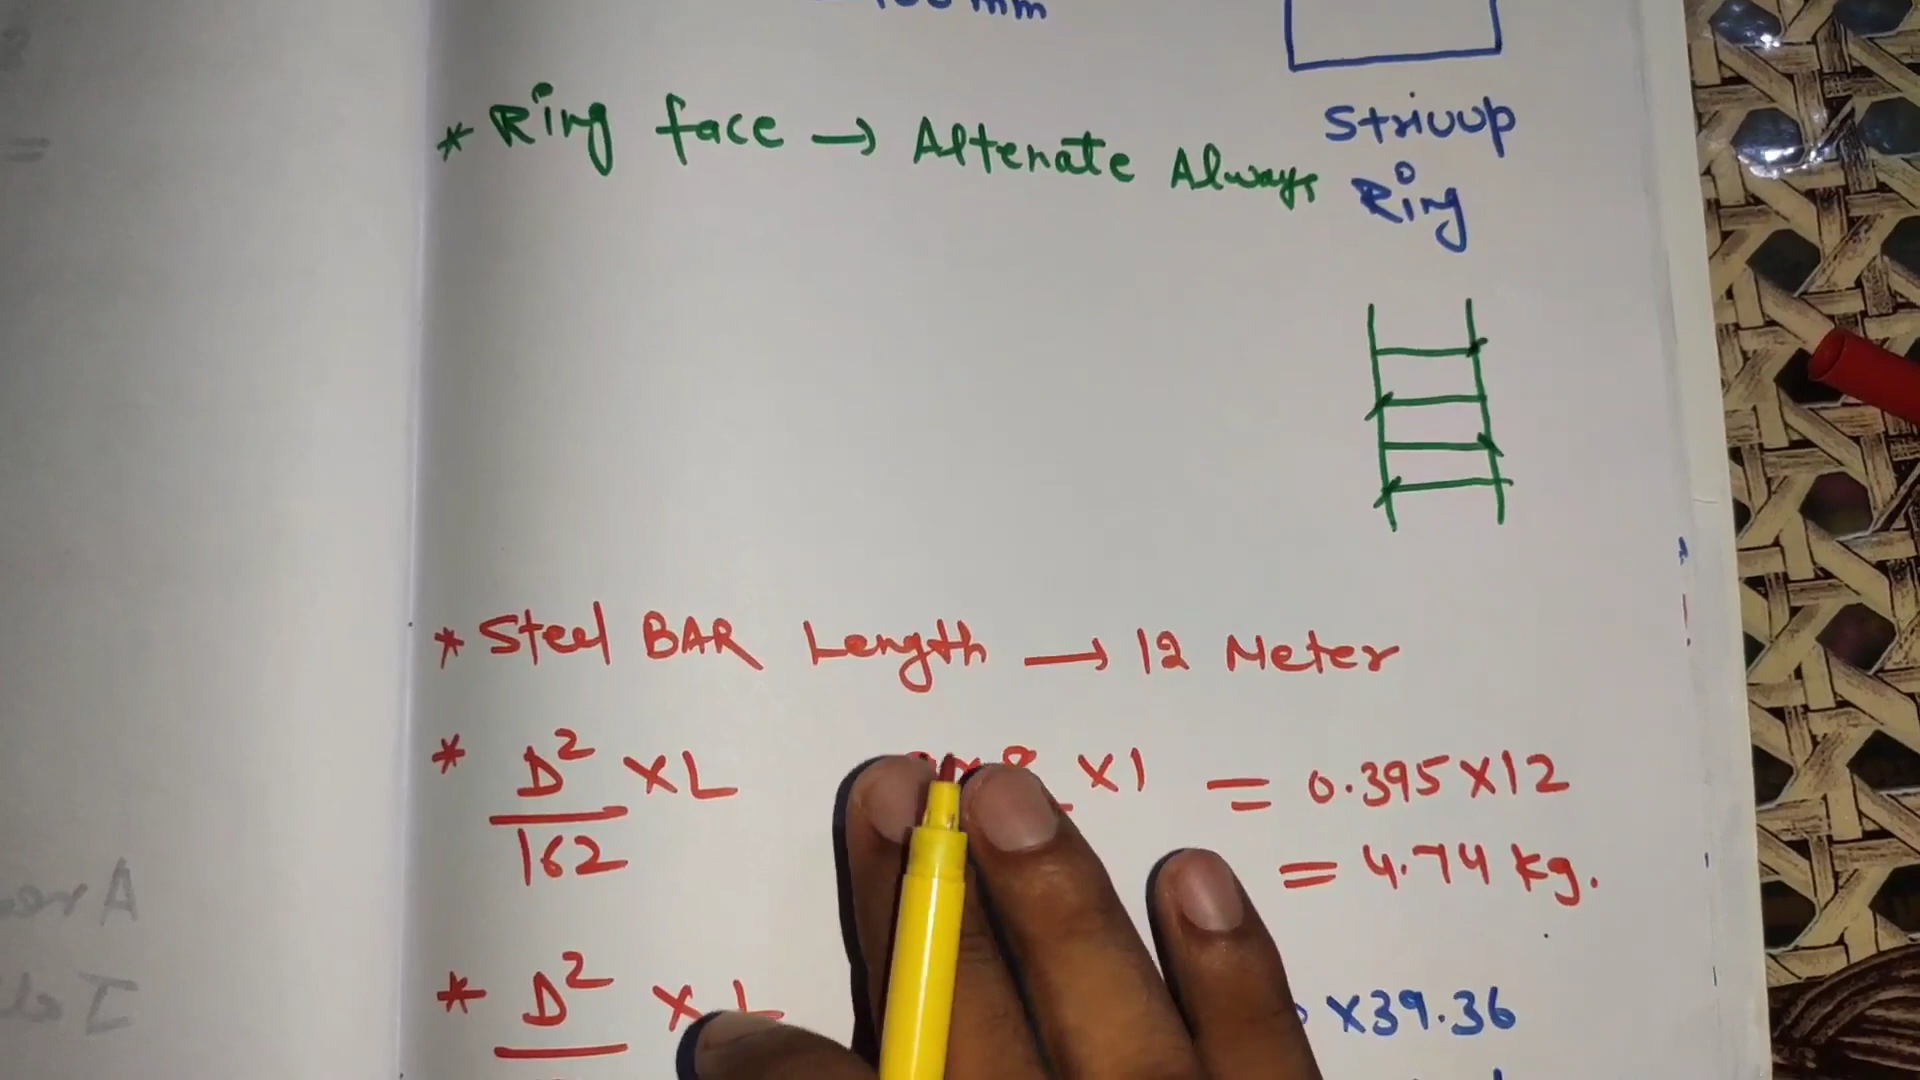 mm
* Ring face → Altenate Always
Striuup
Ring
* Steel BAR Length → 12 Meter
* D²/162 X L X 1 = 0.395 X 12
= 4.74 kg.
* D² X L X 39.36